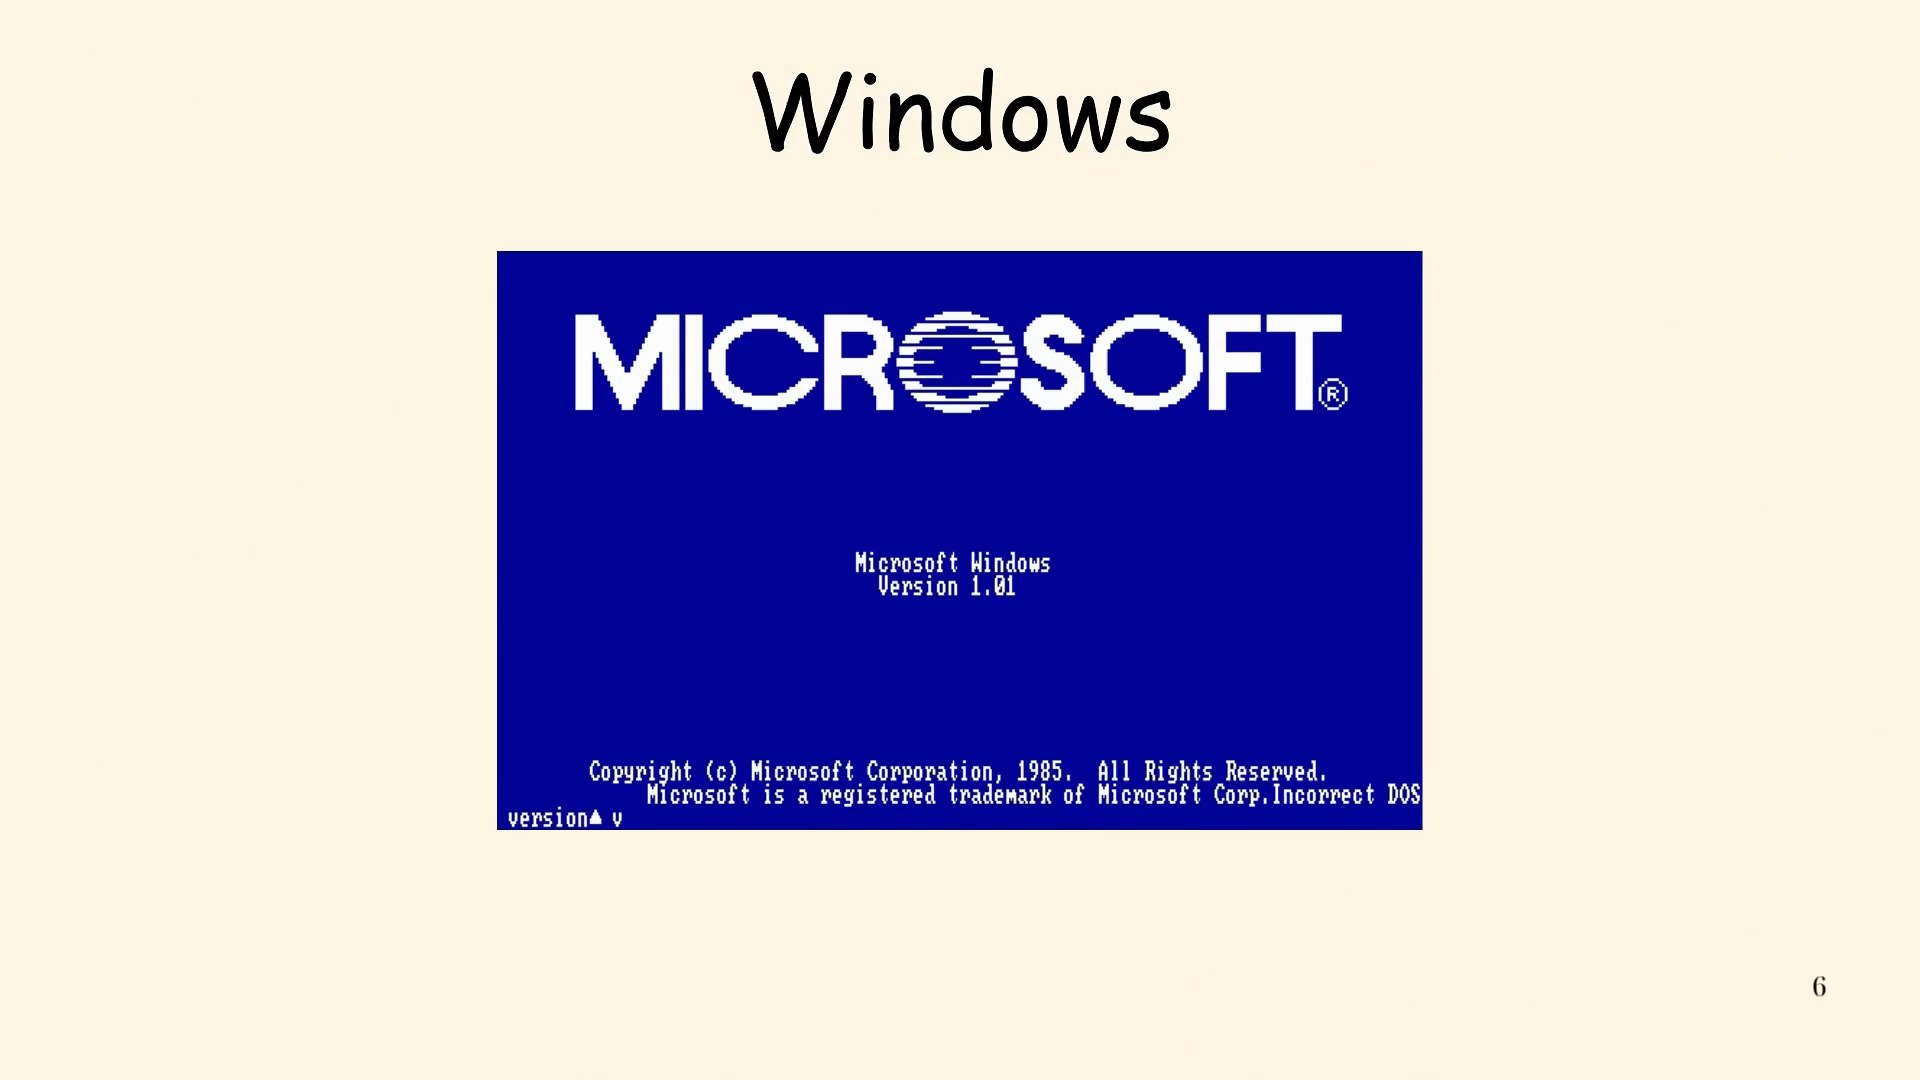 Windows
MICROSOFT®
Microsoft Windows
Version 1.01
Copyright (c) Microsoft Corporation, 1985.  All Rights Reserved.
Microsoft is a registered trademark of Microsoft Corp.Incorrect DOS
version▲ v
6